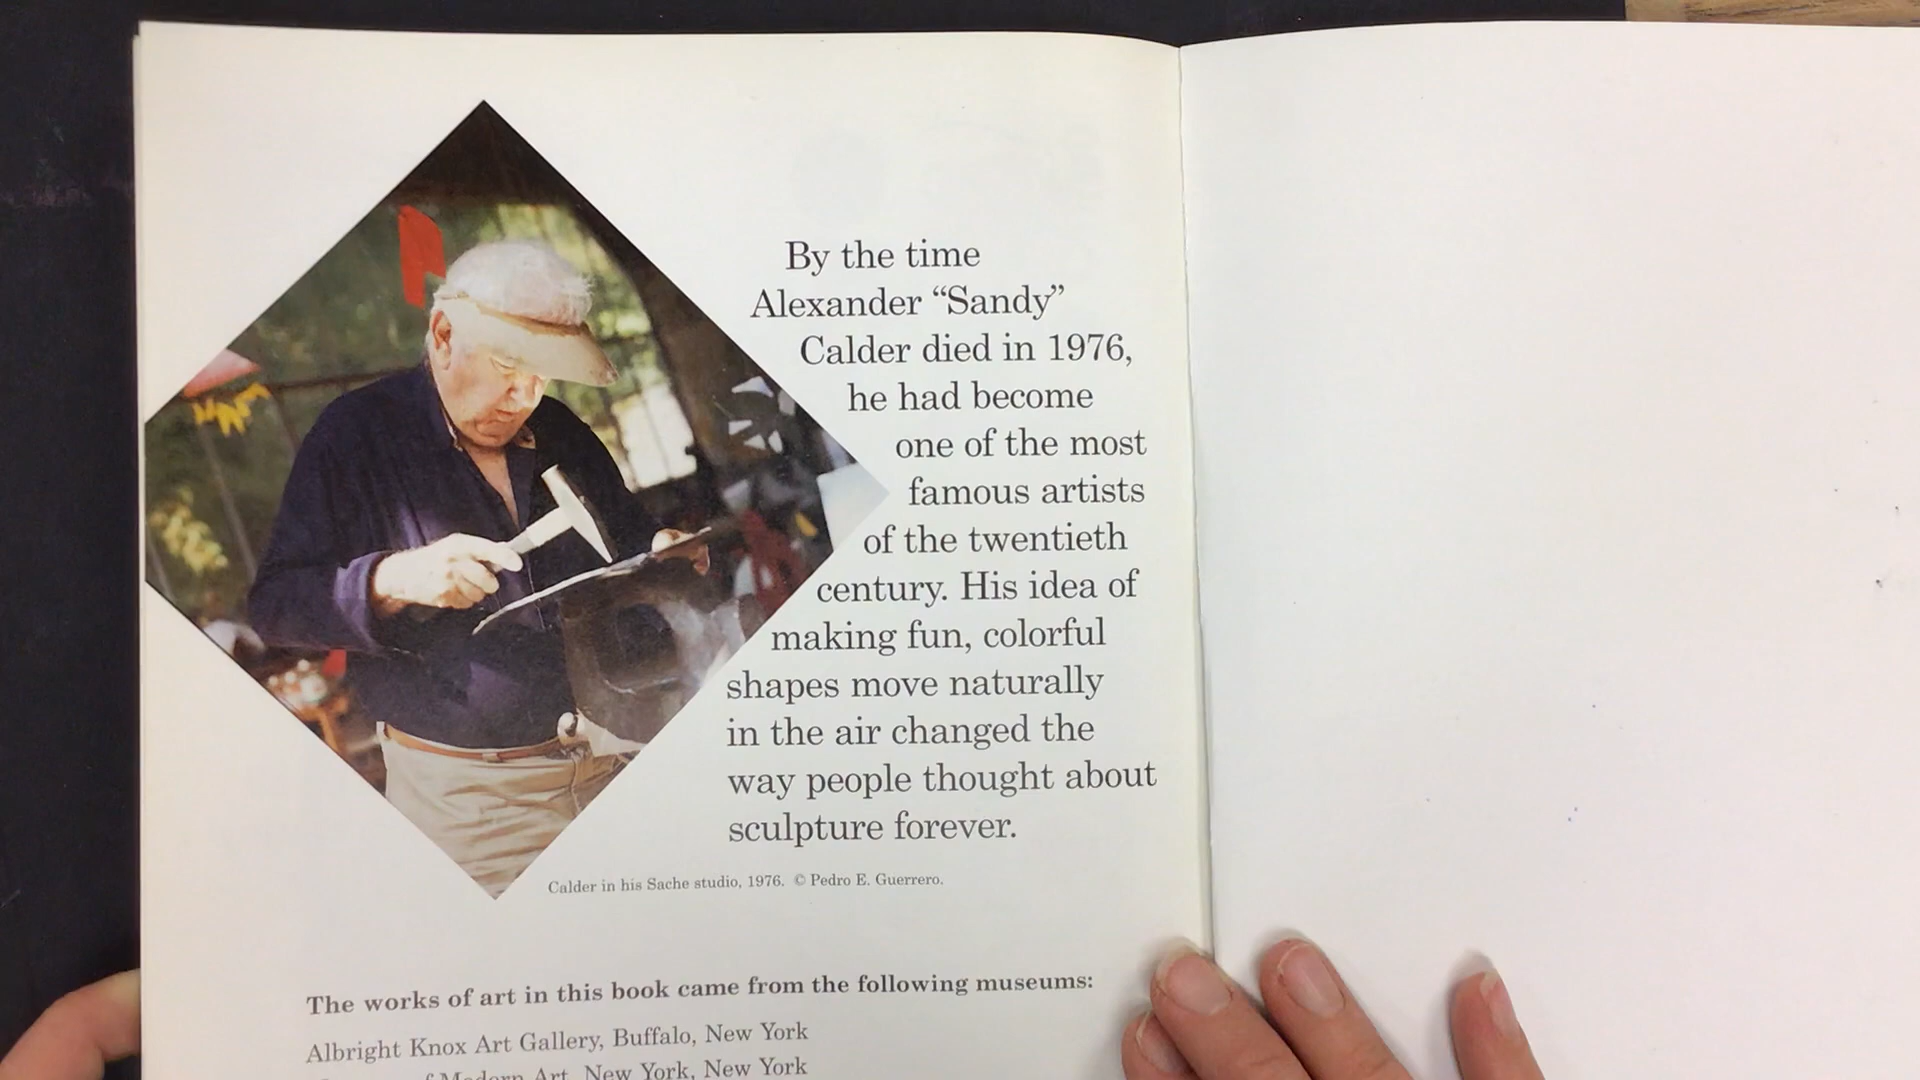 By the time
Alexander “Sandy”
Calder died in 1976,
he had become
one of the most
famous artists
of the twentieth
century. His idea of
making fun, colorful
shapes move naturally
in the air changed the
way people thought about
sculpture forever.
Calder in his Sache studio, 1976. © Pedro E. Guerrero.
The works of art in this book came from the following museums:
Albright Knox Art Gallery, Buffalo, New York
Modern Art, New York, New York